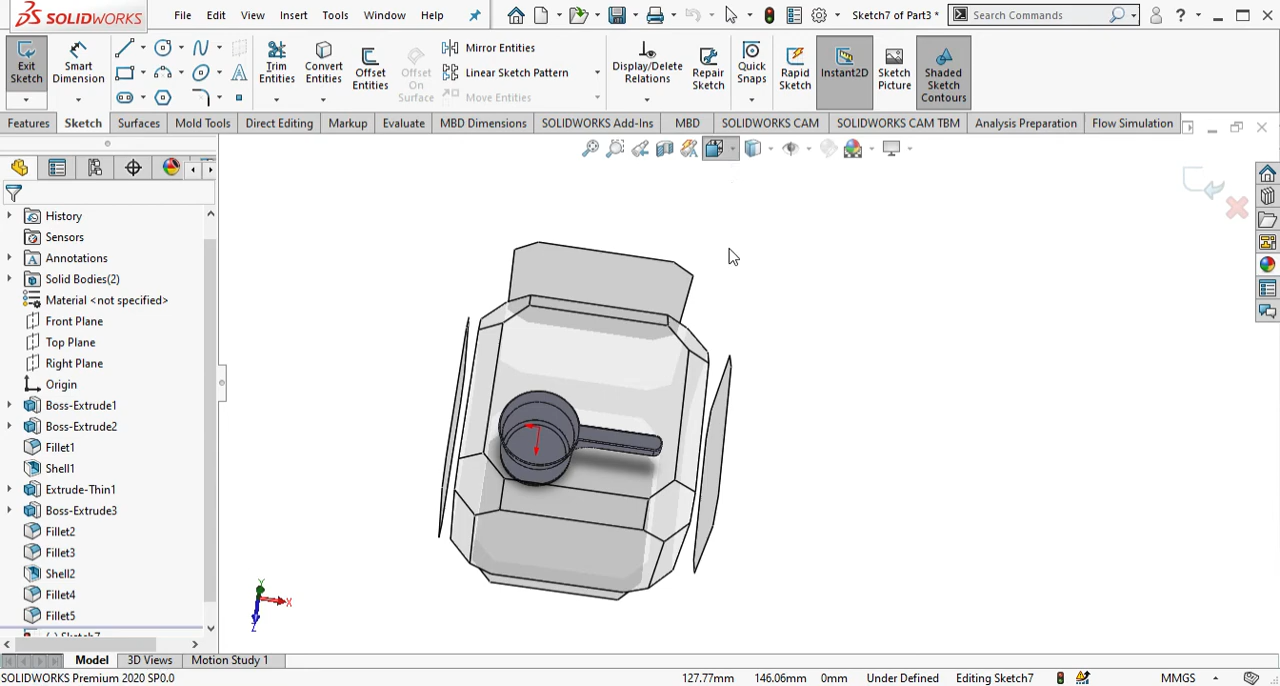 SOLIDWORKS
File Edit View Insert Tools Window Help
Sketch7 of Part3 *
Search Commands
Exit Sketch
Smart Dimension
Trim Entities
Convert Entities
Offset Entities
Offset On Surface
Mirror Entities
Linear Sketch Pattern
Move Entities
Display/Delete Relations
Repair Sketch
Quick Snaps
Rapid Sketch
Instant2D
Sketch Picture
Shaded Sketch Contours
Features Sketch Surfaces Mold Tools Direct Editing Markup Evaluate MBD Dimensions SOLIDWORKS Add-Ins MBD SOLIDWORKS CAM SOLIDWORKS CAM TBM Analysis Preparation Flow Simulation
History
Sensors
Annotations
Solid Bodies(2)
Material <not specified>
Front Plane
Top Plane
Right Plane
Origin
Boss-Extrude1
Boss-Extrude2
Fillet1
Shell1
Extrude-Thin1
Boss-Extrude3
Fillet2
Fillet3
Shell2
Fillet4
Fillet5
(-) Sketch7
Y
X
Z
Model 3D Views Motion Study 1
SOLIDWORKS Premium 2020 SP0.0
127.77mm 146.06mm 0mm Under Defined Editing Sketch7 MMGS